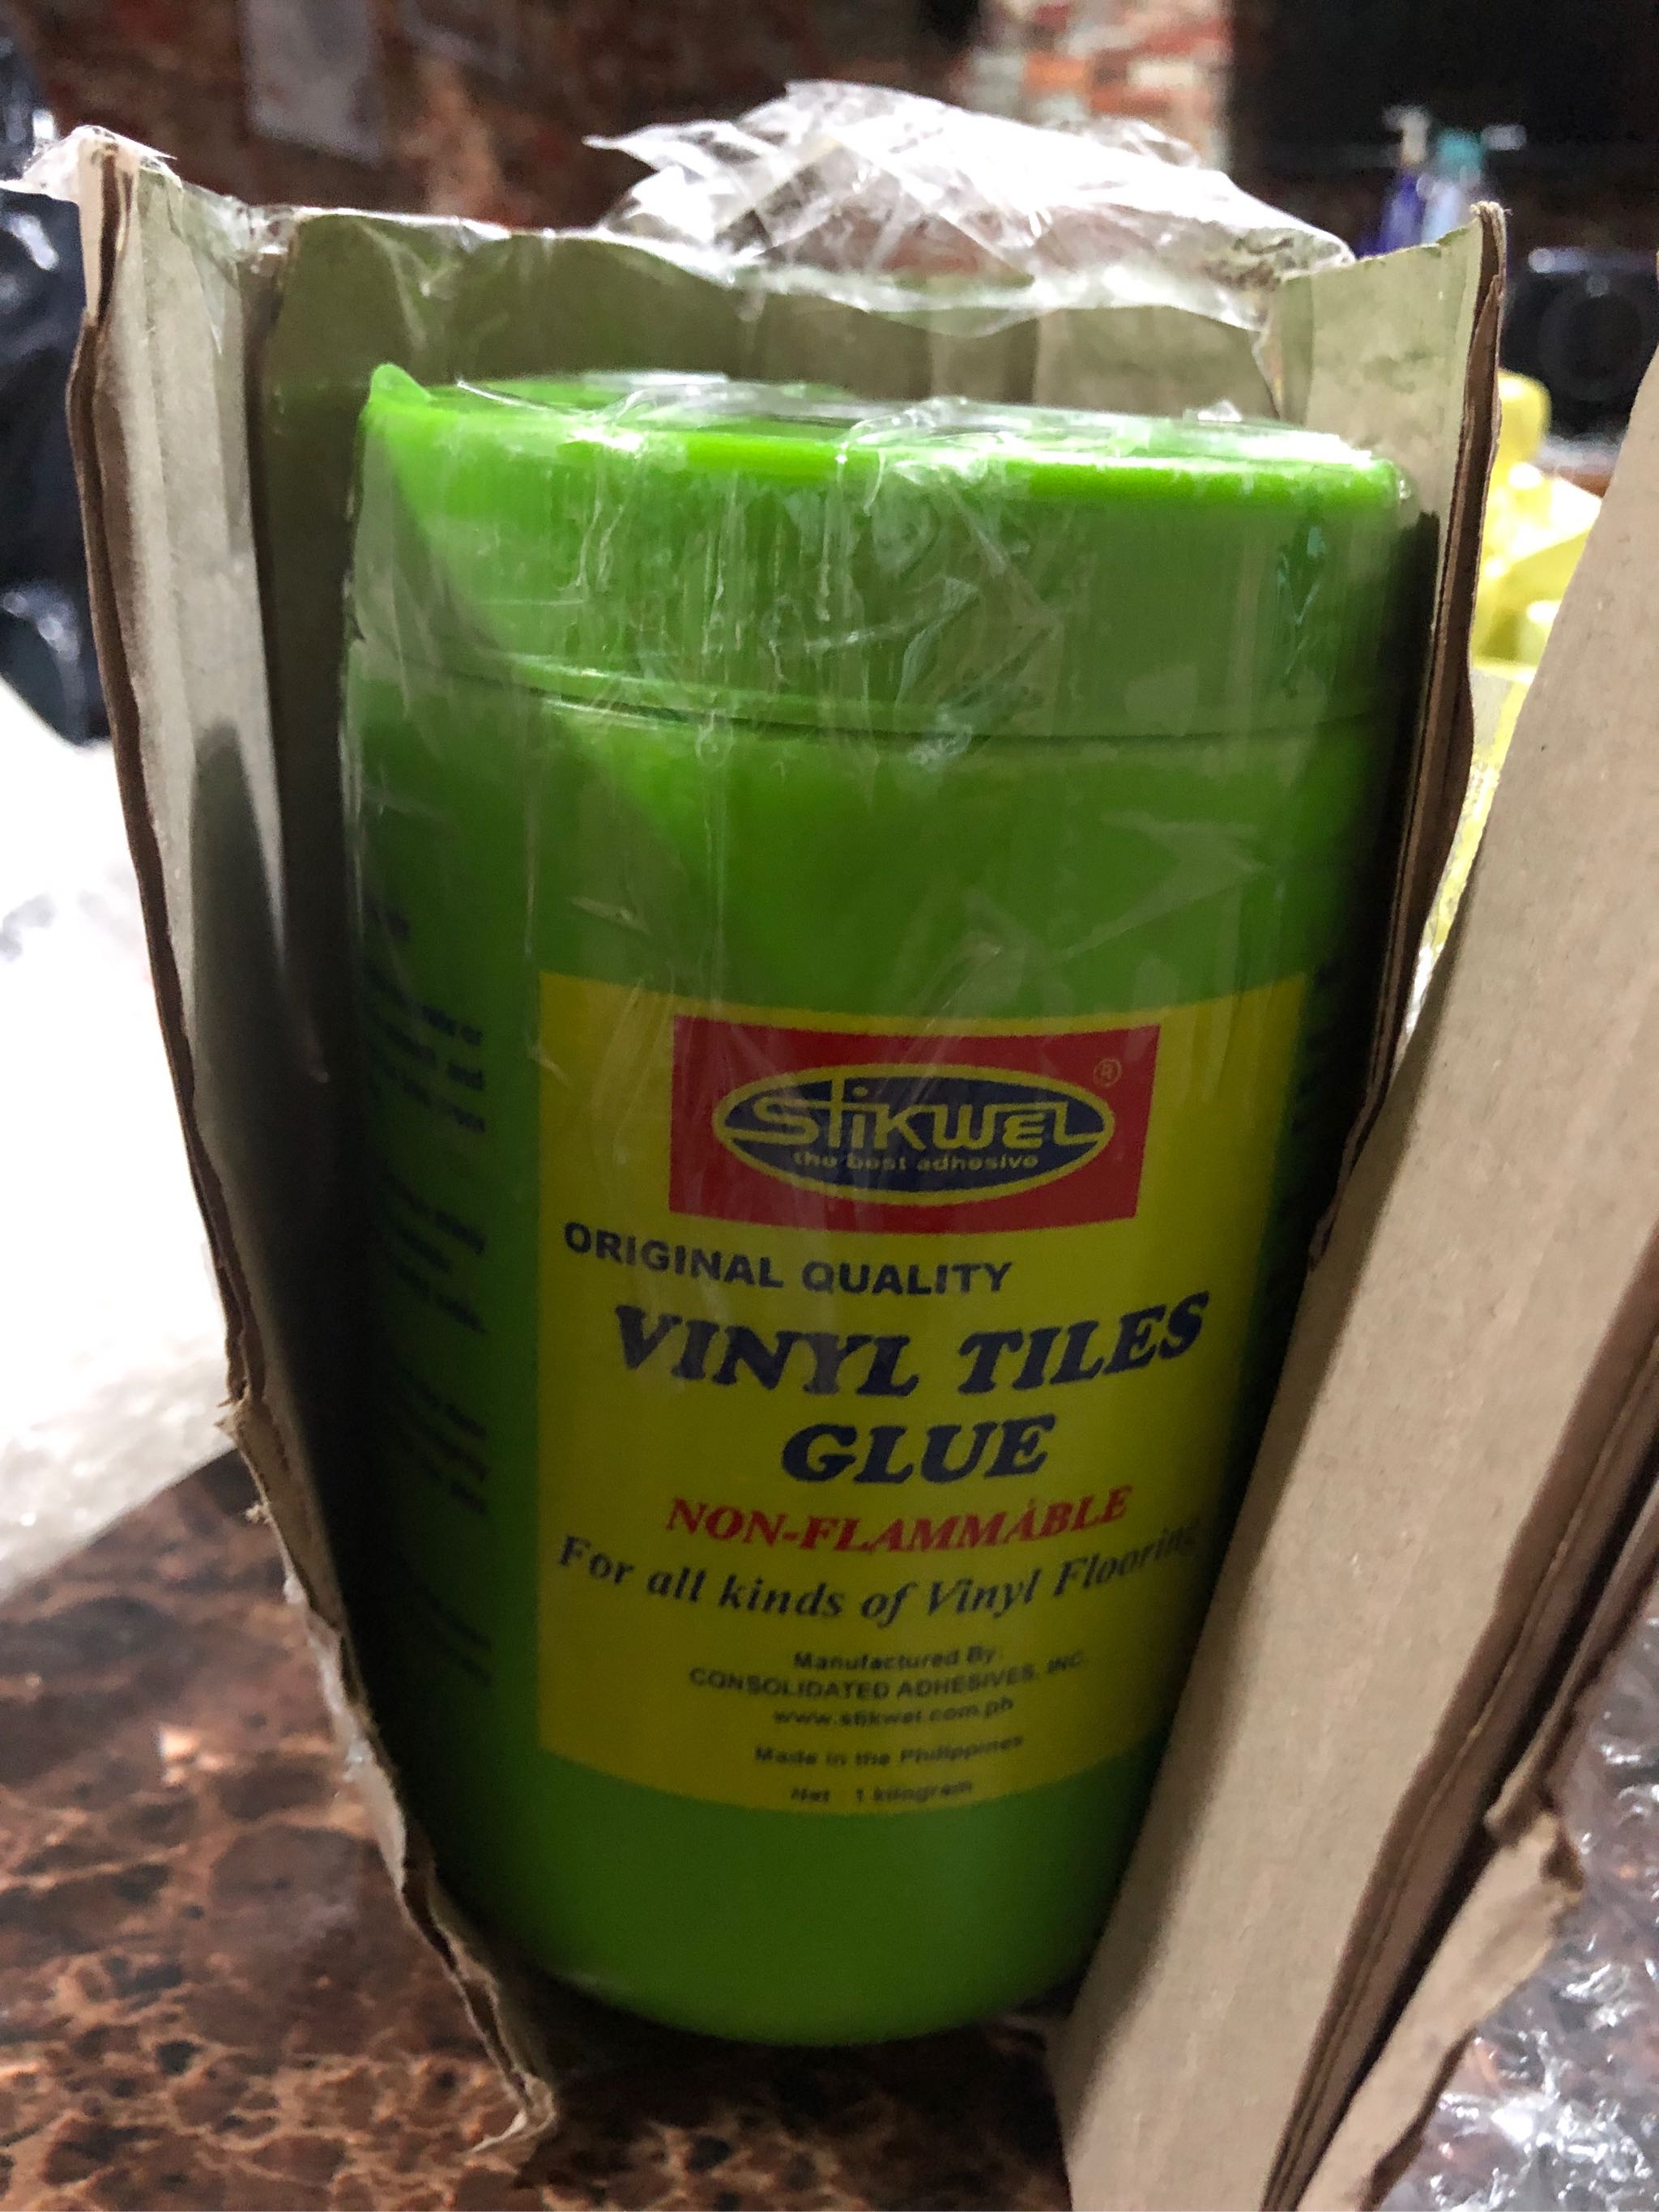 STIKWEL ®
the best adhesive
ORIGINAL QUALITY
VINYL TILES
GLUE
NON-FLAMMABLE
For all kinds of Vinyl Flooring
Manufactured By:
CONSOLIDATED ADHESIVES, INC.
www.stikwel.com.ph
Made in the Philippines
Net 1 kilogram